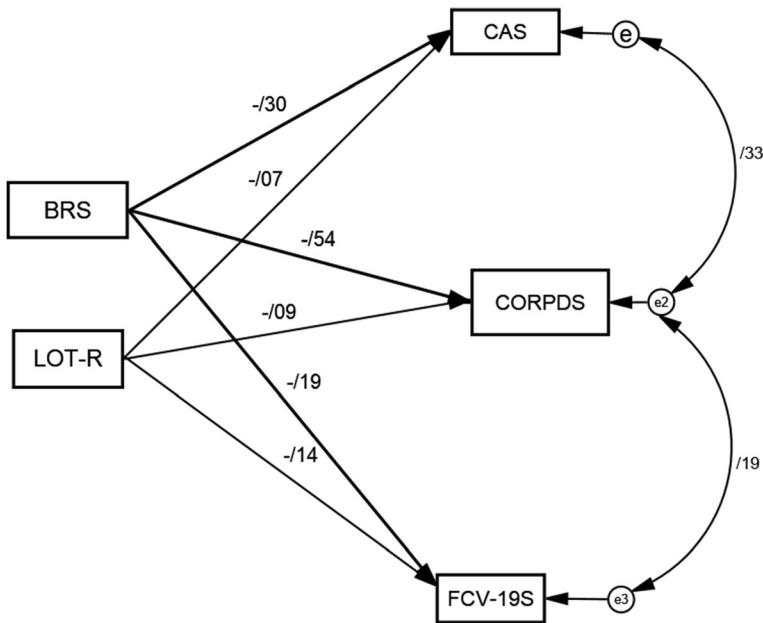 CAS
e
-/30
/33
-/07
BRS
-/54
CORPDS
e2
-/09
LOT-R
-/19
-/14
/19
FCV-19S
e3